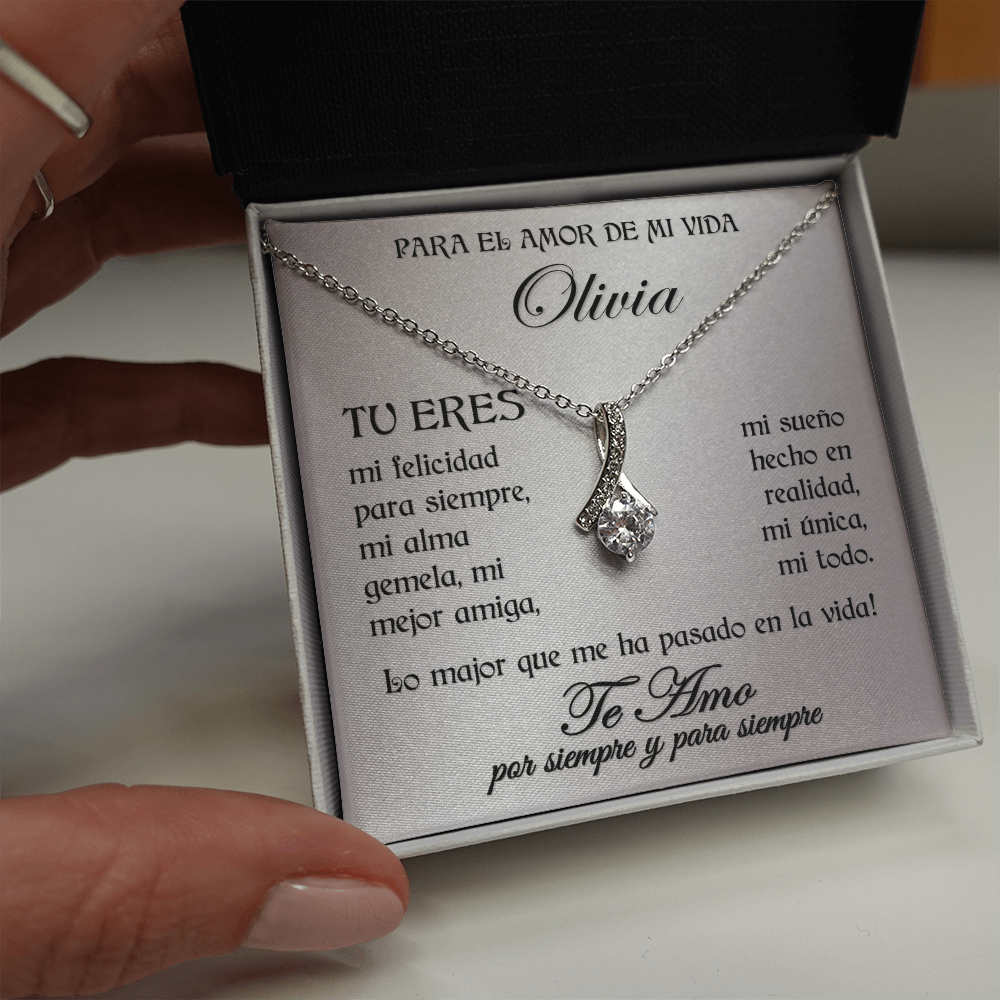 PARA EL AMOR DE MI VIDA
Olivia
TU ERES
mi felicidad
para siempre,
mi alma
gemela, mi
mejor amiga,
mi sueño
hecho en
realidad,
mi única,
mi todo.
Lo major que me ha pasado en la vida!
Te Amo
por siempre y para siempre